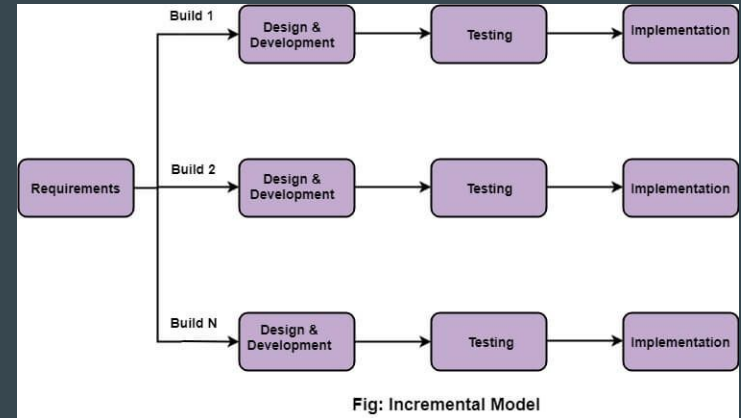 Build 1
Design &
Development
Testing
Implementation
Requirements
Build 2
Design &
Development
Testing
Implementation
Build N
Design &
Development
Testing
Implementation
Fig: Incremental Model